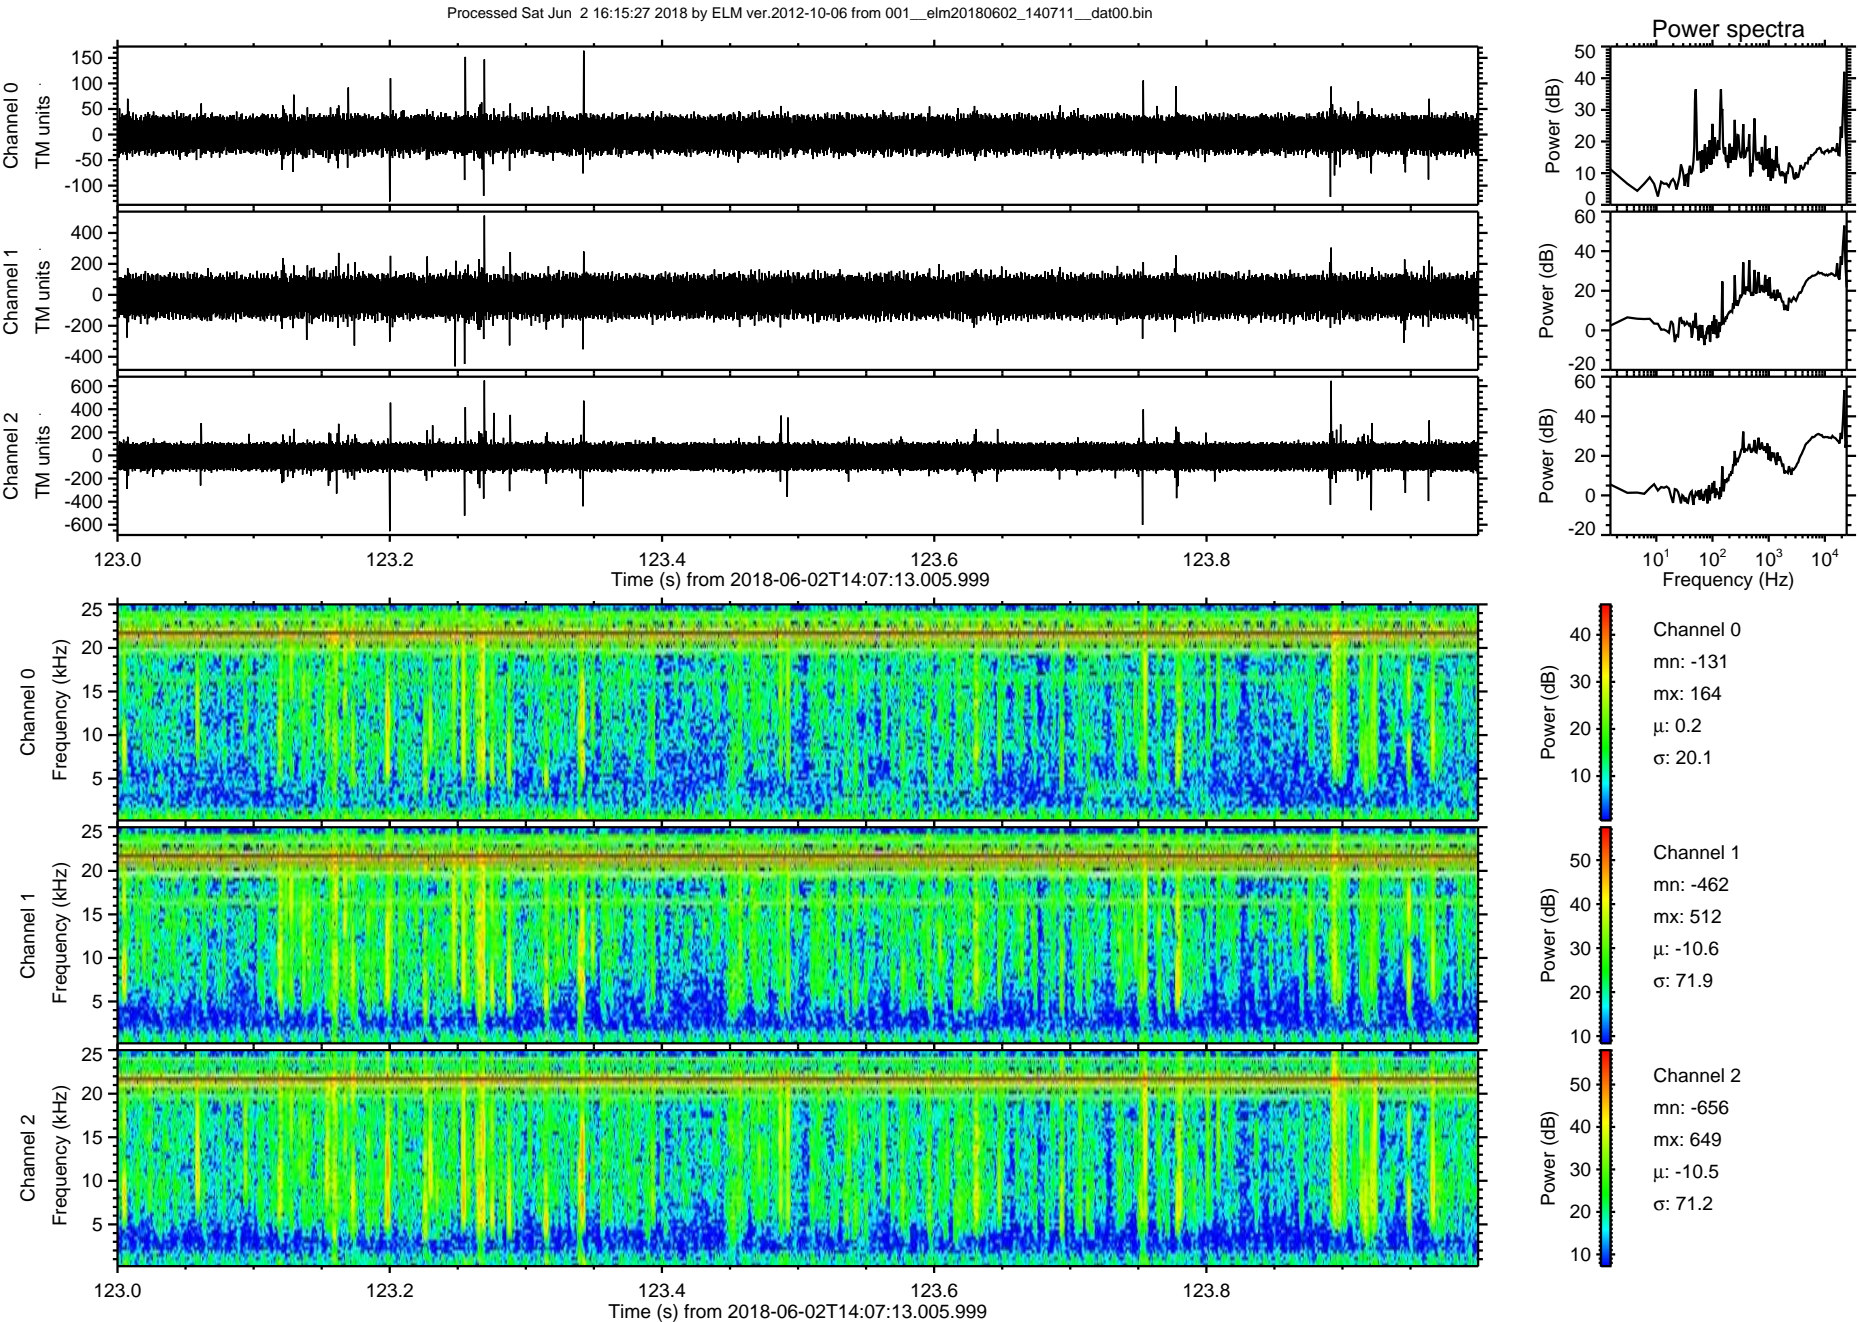 Processed Sat Jun  2 16:15:27 2018 by ELM ver.2012-10-06 from 001__elm20180602_140711__dat00.bin
Power spectra
Channel 0
TM units
150
100
50
0
-50
-100
Power (dB)
50
40
30
20
10
0
Channel 1
TM units
400
200
0
-200
-400
Power (dB)
60
40
20
0
-20
Channel 2
TM units
600
400
200
0
-200
-400
-600
Power (dB)
60
40
20
0
-20
123.0 123.2 123.4 123.6 123.8
Time (s) from 2018-06-02T14:07:13.005.999
10^1 10^2 10^3 10^4
Frequency (Hz)
Channel 0
Frequency (kHz)
25
20
15
10
5
Power (dB)
40
30
20
10
Channel 0
mn: -131
mx: 164
μ: 0.2
σ: 20.1
Channel 1
Frequency (kHz)
25
20
15
10
5
Power (dB)
50
40
30
20
10
Channel 1
mn: -462
mx: 512
μ: -10.6
σ: 71.9
Channel 2
Frequency (kHz)
25
20
15
10
5
Power (dB)
50
40
30
20
10
Channel 2
mn: -656
mx: 649
μ: -10.5
σ: 71.2
123.0 123.2 123.4 123.6 123.8
Time (s) from 2018-06-02T14:07:13.005.999